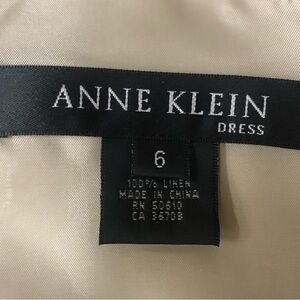 ANNE KLEIN
DRESS
6
100% LINEN
MADE IN CHINA
RN 50610
CA 36708